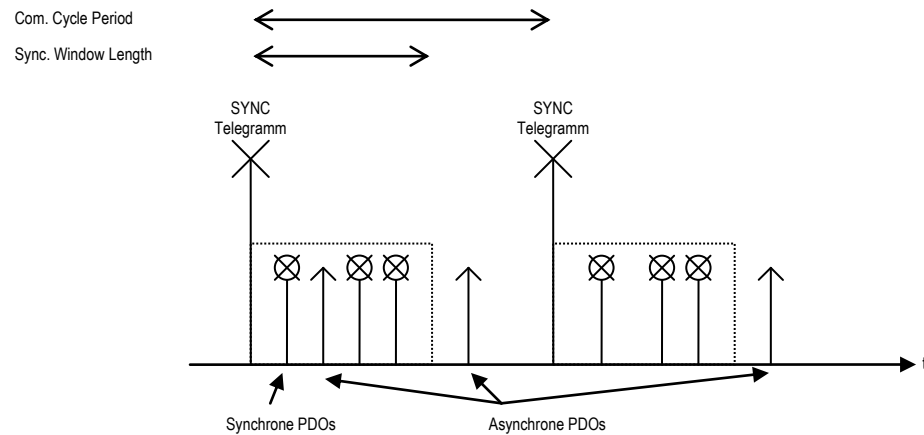 Com. Cycle Period
Sync. Window Length
SYNC
Telegramm
SYNC
Telegramm
t
Synchrone PDOs
Asynchrone PDOs